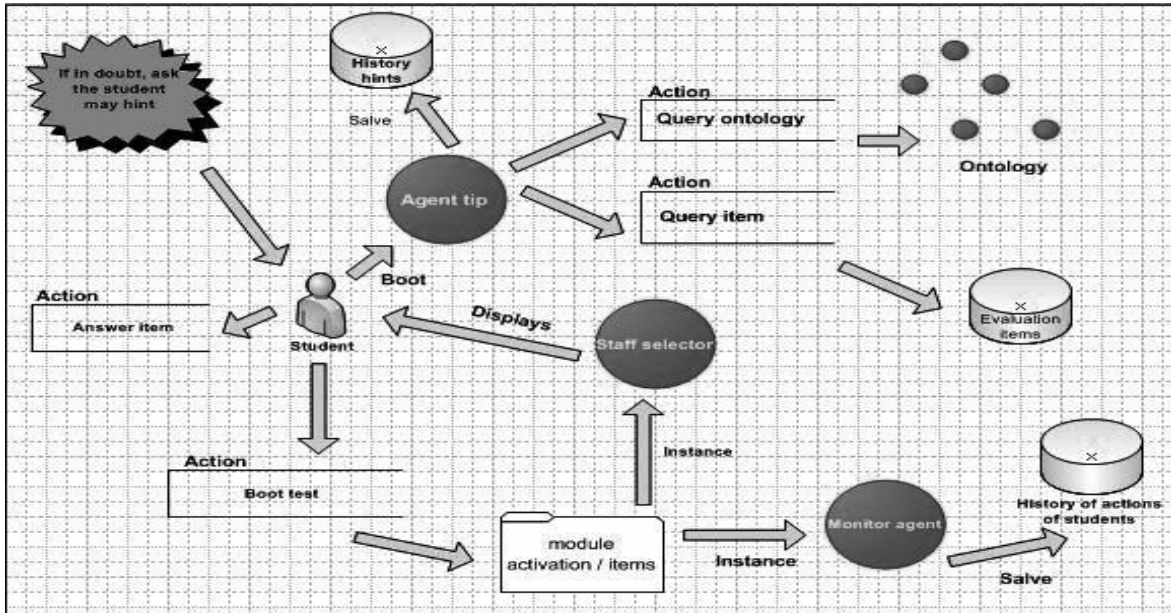 If in doubt, ask
the student
may hint
History
hints
Salve
Action
Query ontology
Ontology
Agent tip
Action
Query item
Boot
Evaluation
items
Action
Answer item
Student
Displays
Staff selector
Instance
Action
Boot test
module
activation / items
Instance
Monitor agent
History of actions
of students
Salve